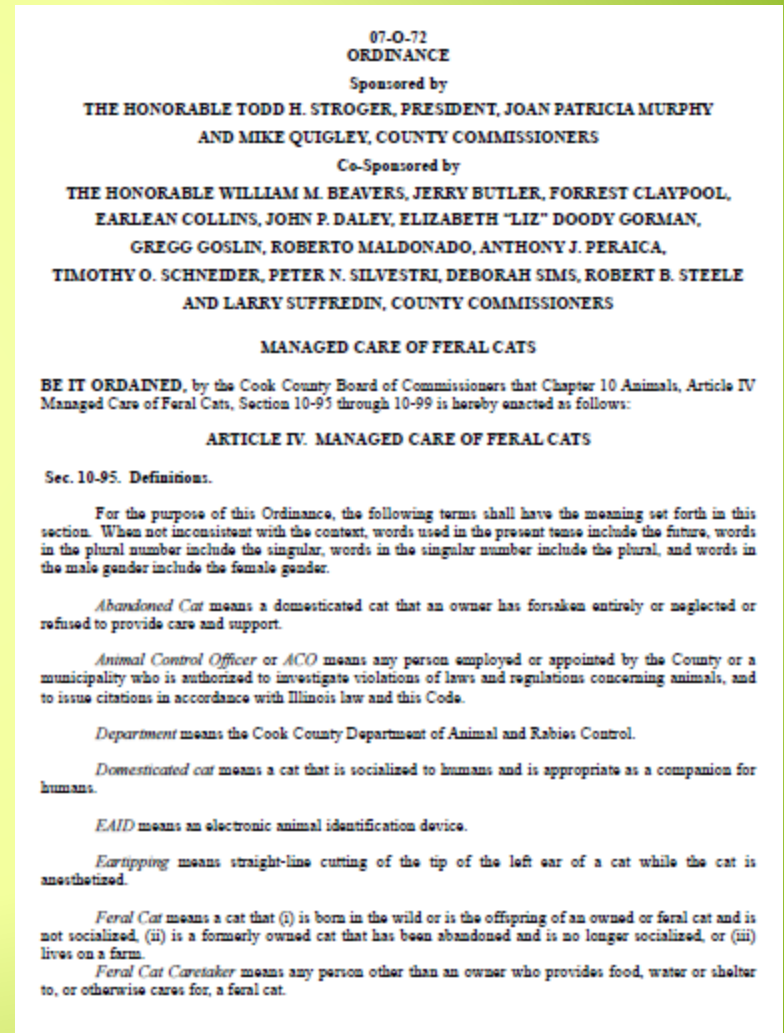 07-O-72
ORDINANCE
Sponsored by
THE HONORABLE TODD H. STROGER, PRESIDENT, JOAN PATRICIA MURPHY
AND MIKE QUIGLEY, COUNTY COMMISSIONERS
Co-Sponsored by
THE HONORABLE WILLIAM M. BEAVERS, JERRY BUTLER, FORREST CLAYPOOL,
EARLEAN COLLINS, JOHN P. DALEY, ELIZABETH “LIZ” DOODY GORMAN,
GREGG GOSLIN, ROBERTO MALDONADO, ANTHONY J. PERAICA,
TIMOTHY O. SCHNEIDER, PETER N. SILVESTRI, DEBORAH SIMS, ROBERT B. STEELE
AND LARRY SUFFREDIN, COUNTY COMMISSIONERS
MANAGED CARE OF FERAL CATS
BE IT ORDAINED, by the Cook County Board of Commissioners that Chapter 10 Animals, Article IV
Managed Care of Feral Cats, Section 10-95 through 10-99 is hereby enacted as follows:
ARTICLE IV. MANAGED CARE OF FERAL CATS
Sec. 10-95. Definitions.
For the purpose of this Ordinance, the following terms shall have the meaning set forth in this
section. When not inconsistent with the context, words used in the present tense include the future, words
in the plural number include the singular, words in the singular number include the plural, and words in
the male gender include the female gender.
Abandoned Cat means a domesticated cat that an owner has forsaken entirely or neglected or
refused to provide care and support.
Animal Control Officer or ACO means any person employed or appointed by the County or a
municipality who is authorized to investigate violations of laws and regulations concerning animals, and
to issue citations in accordance with Illinois law and this Code.
Department means the Cook County Department of Animal and Rabies Control.
Domesticated cat means a cat that is socialized to humans and is appropriate as a companion for
humans.
EAID means an electronic animal identification device.
Eartipping means straight-line cutting of the tip of the left ear of a cat while the cat is
anesthetized.
Feral Cat means a cat that (i) is born in the wild or is the offspring of an owned or feral cat and is
not socialized, (ii) is a formerly owned cat that has been abandoned and is no longer socialized, or (iii)
lives on a farm.
Feral Cat Caretaker means any person other than an owner who provides food, water or shelter
to, or otherwise cares for, a feral cat.